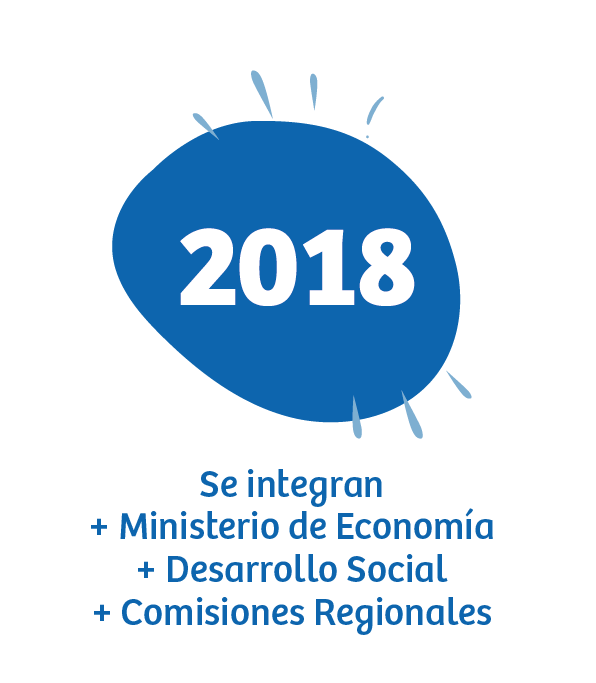 2018
Se integran
+ Ministerio de Economía
+ Desarrollo Social
+ Comisiones Regionales